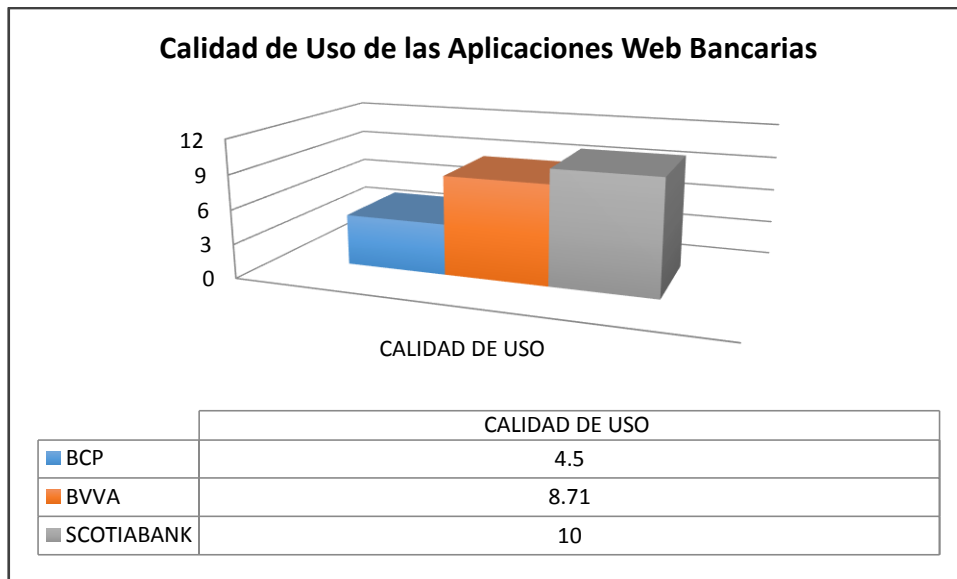 Calidad de Uso de las Aplicaciones Web Bancarias
12
9
6
3
0
CALIDAD DE USO
CALIDAD DE USO
BCP 4.5
BVVA 8.71
SCOTIABANK 10